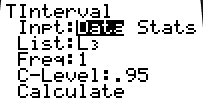 TInterval
Inpt:Data Stats
List:L₃
Freq:1
C-Level:.95
Calculate